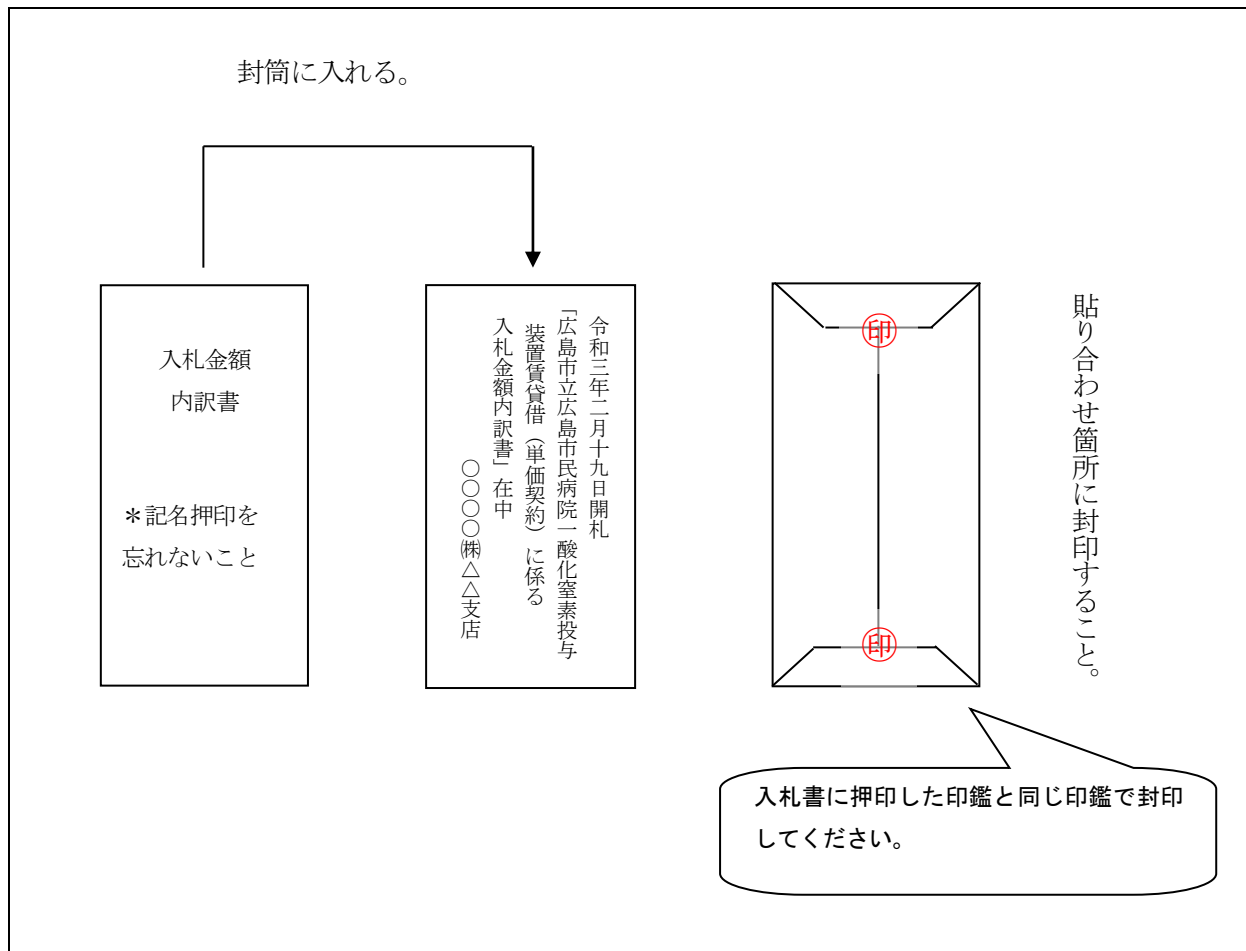 封筒に入れる。
入札金額
内訳書
＊記名押印を
忘れないこと
令和三年二月十九日開札
「広島市立広島市民病院一酸化窒素投与
装置賃貸借（単価契約）に係る
入札金額内訳書」在中
○○○○㈱△△支店
印
印
貼り合わせ箇所に封印すること。
入札書に押印した印鑑と同じ印鑑で封印
してください。